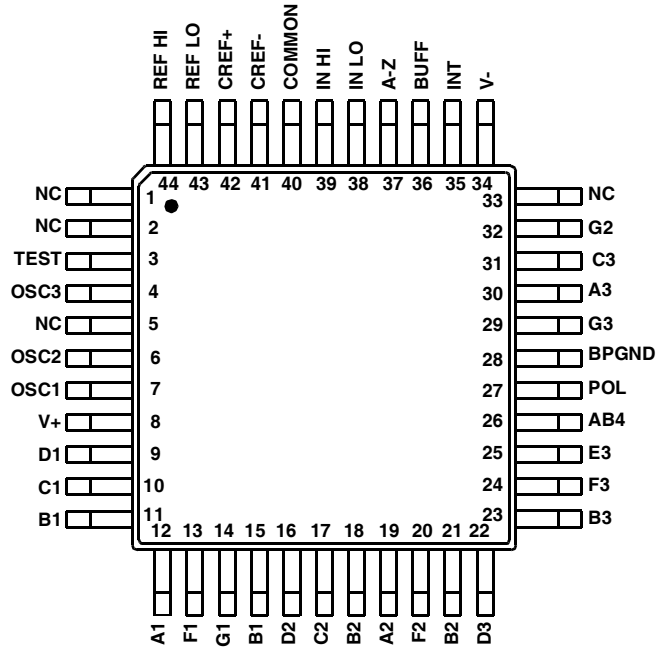 REF HI REF LO CREF+ CREF- COMMON IN HI IN LO A-Z BUFF INT V-
44 43 42 41 40 39 38 37 36 35 34
NC 1 33 NC
NC 2 32 G2
TEST 3 31 C3
OSC3 4 30 A3
NC 5 29 G3
OSC2 6 28 BPGND
OSC1 7 27 POL
V+ 8 26 AB4
D1 9 25 E3
C1 10 24 F3
B1 11 23 B3
12 13 14 15 16 17 18 19 20 21 22
A1 F1 G1 B1 D2 C2 B2 A2 F2 B2 D3